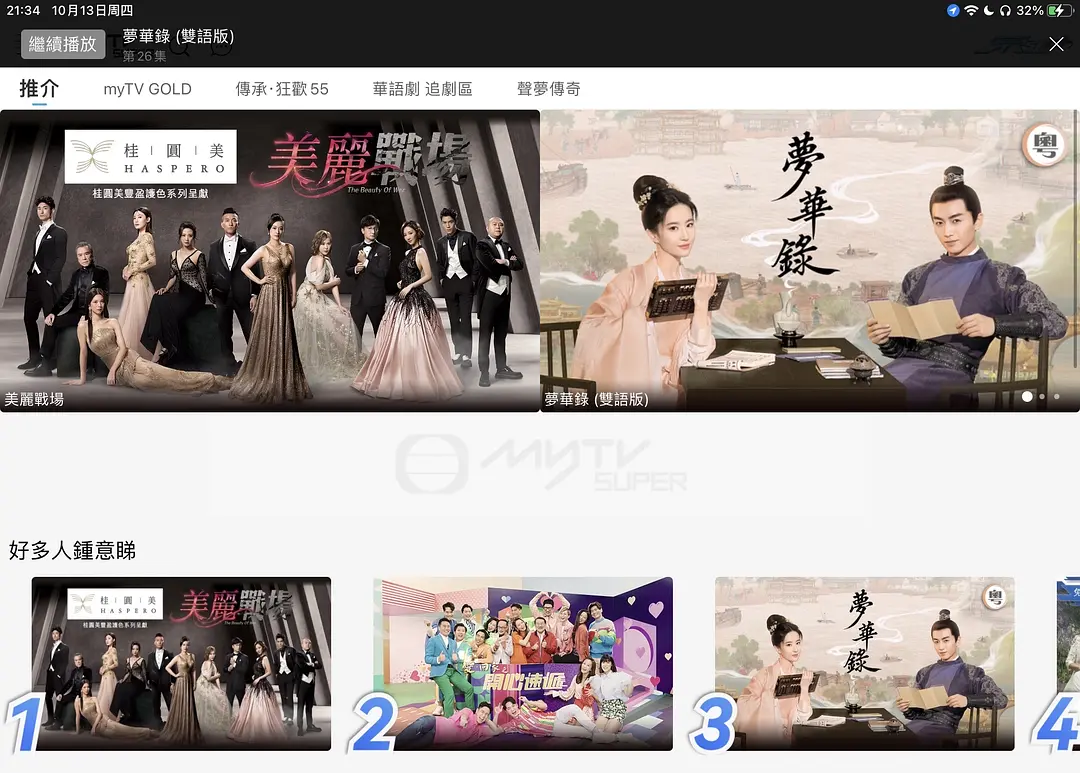 21:34 10月13日周四
32%
繼續播放
夢華錄 (雙語版)
第 26 集
推介
myTV GOLD
傳承·狂歡 55
華語劇 追劇區
聲夢傳奇
桂 | 圓 | 美
HASPERO
桂圓美豐盈護色系列呈獻
美麗戰場
The Beauty Of War
美麗戰場
夢華錄
粵
夢華錄 (雙語版)
myTV
SUPER
好多人鍾意睇
桂 | 圓 | 美
HASPERO
桂圓美豐盈護色系列呈獻
美麗戰場
The Beauty Of War
1
開心速遞
2
夢華錄
粵
3
4